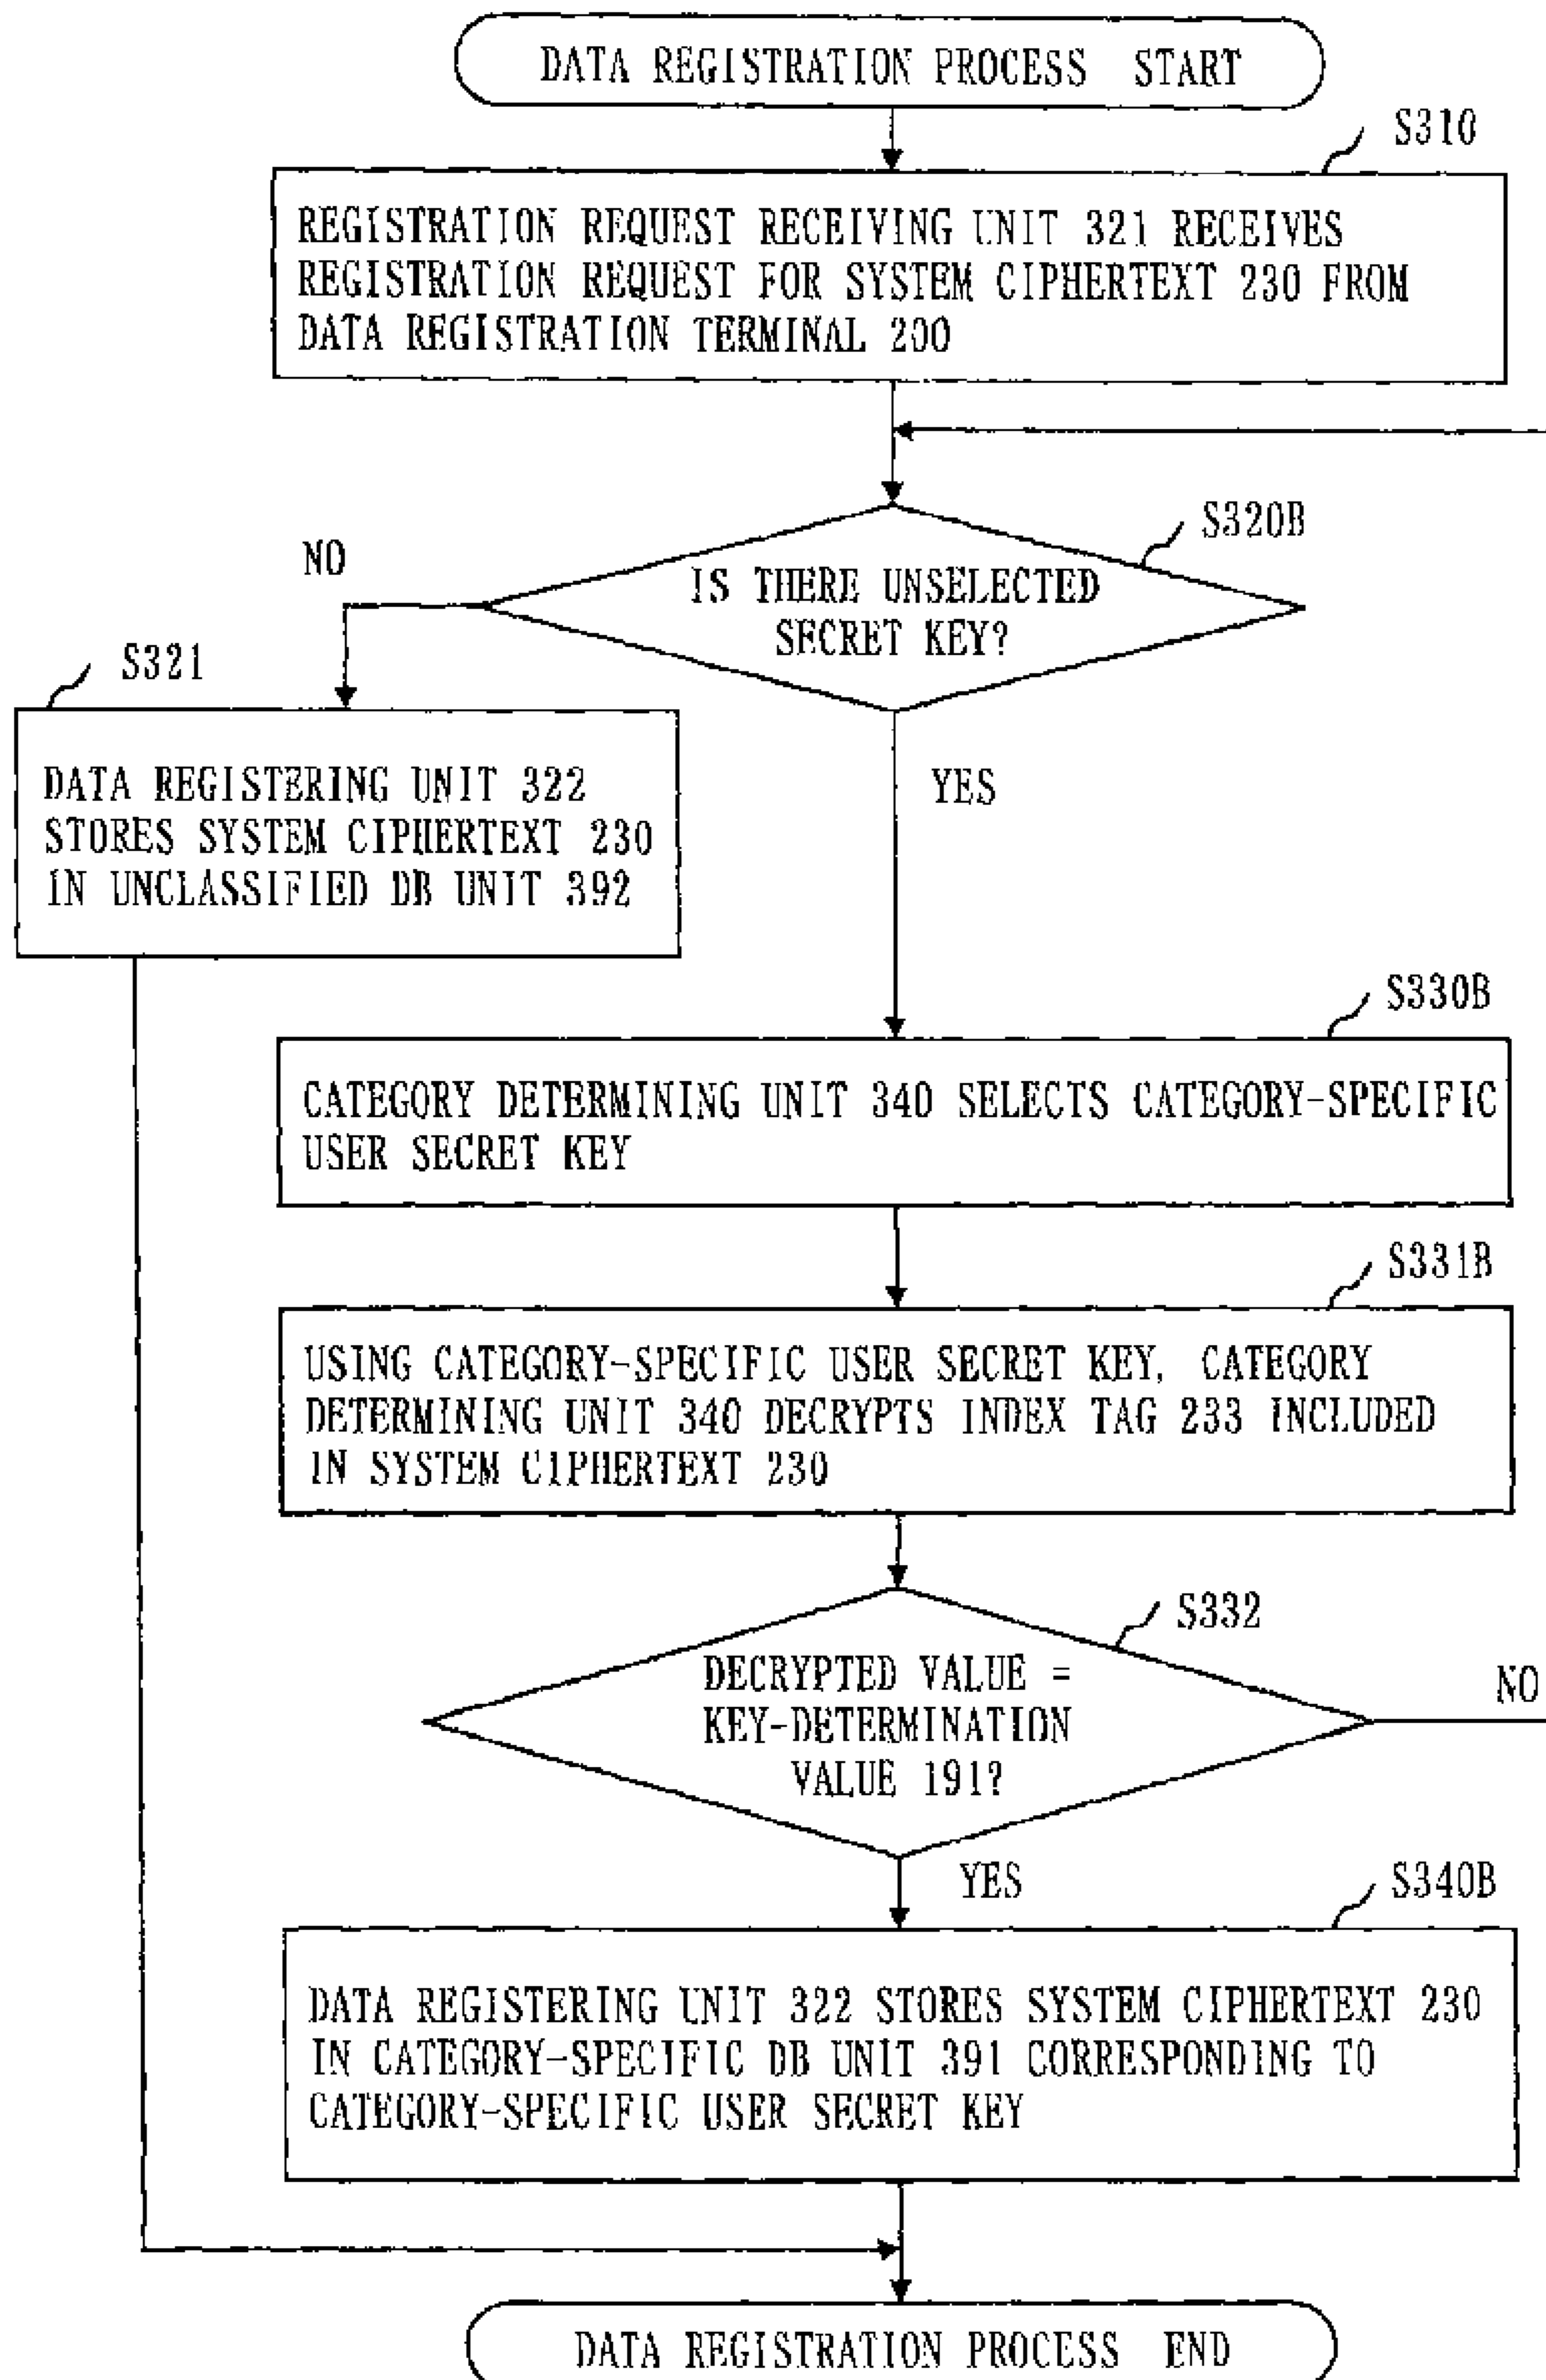 DATA REGISTRATION PROCESS START
S310
REGISTRATION REQUEST RECEIVING UNIT 321 RECEIVES
REGISTRATION REQUEST FOR SYSTEM CIPHERTEXT 230 FROM
DATA REGISTRATION TERMINAL 200
S320B
NO
IS THERE UNSELECTED
SECRET KEY?
S321
DATA REGISTERING UNIT 322
STORES SYSTEM CIPHERTEXT 230
IN UNCLASSIFIED DB UNIT 392
YES
S330B
CATEGORY DETERMINING UNIT 340 SELECTS CATEGORY-SPECIFIC
USER SECRET KEY
S331B
USING CATEGORY-SPECIFIC USER SECRET KEY, CATEGORY
DETERMINING UNIT 340 DECRYPTS INDEX TAG 233 INCLUDED
IN SYSTEM CIPHERTEXT 230
S332
DECRYPTED VALUE =
KEY-DETERMINATION
VALUE 191?
NO
YES
S340B
DATA REGISTERING UNIT 322 STORES SYSTEM CIPHERTEXT 230
IN CATEGORY-SPECIFIC DB UNIT 391 CORRESPONDING TO
CATEGORY-SPECIFIC USER SECRET KEY
DATA REGISTRATION PROCESS END